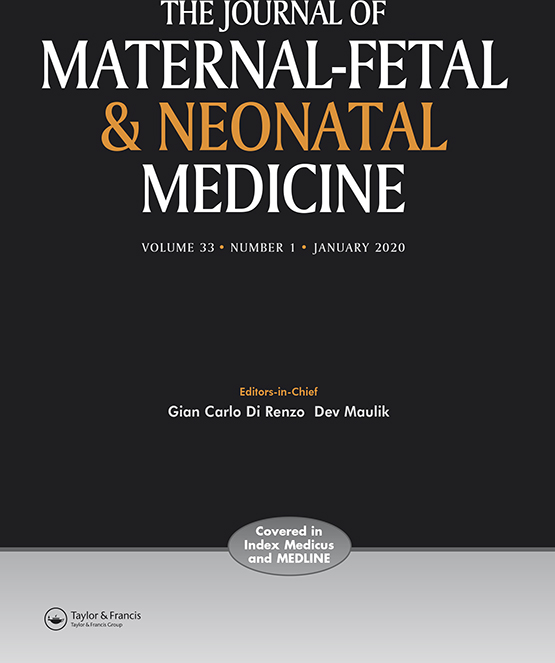 THE JOURNAL OF
MATERNAL-FETAL
& NEONATAL
MEDICINE
VOLUME 33 • NUMBER 1 • JANUARY 2020
Editors-in-Chief
Gian Carlo Di Renzo Dev Maulik
Covered in
Index Medicus
and MEDLINE
Taylor & Francis
Taylor & Francis Group